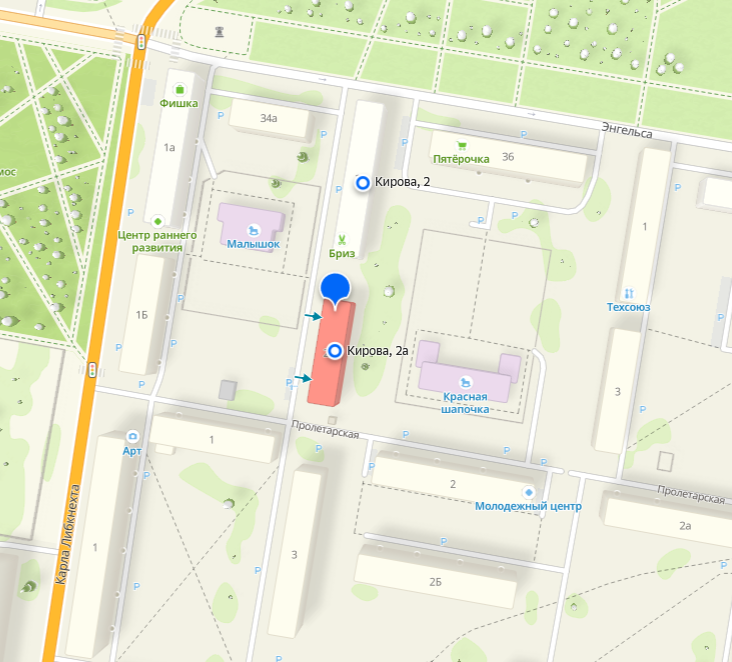 Фишка
34а
Энгельса
1а
Пятёрочка
36
мос
Кирова, 2
1
Центр раннего
развития
Малышок
Бриз
Техсоюз
1Б
Кирова, 2а
3
Красная
шапочка
Пролетарская
Арт
1
2
Молодежный центр
Пролетарская
2а
Карла Либкнехта
1
3
2Б